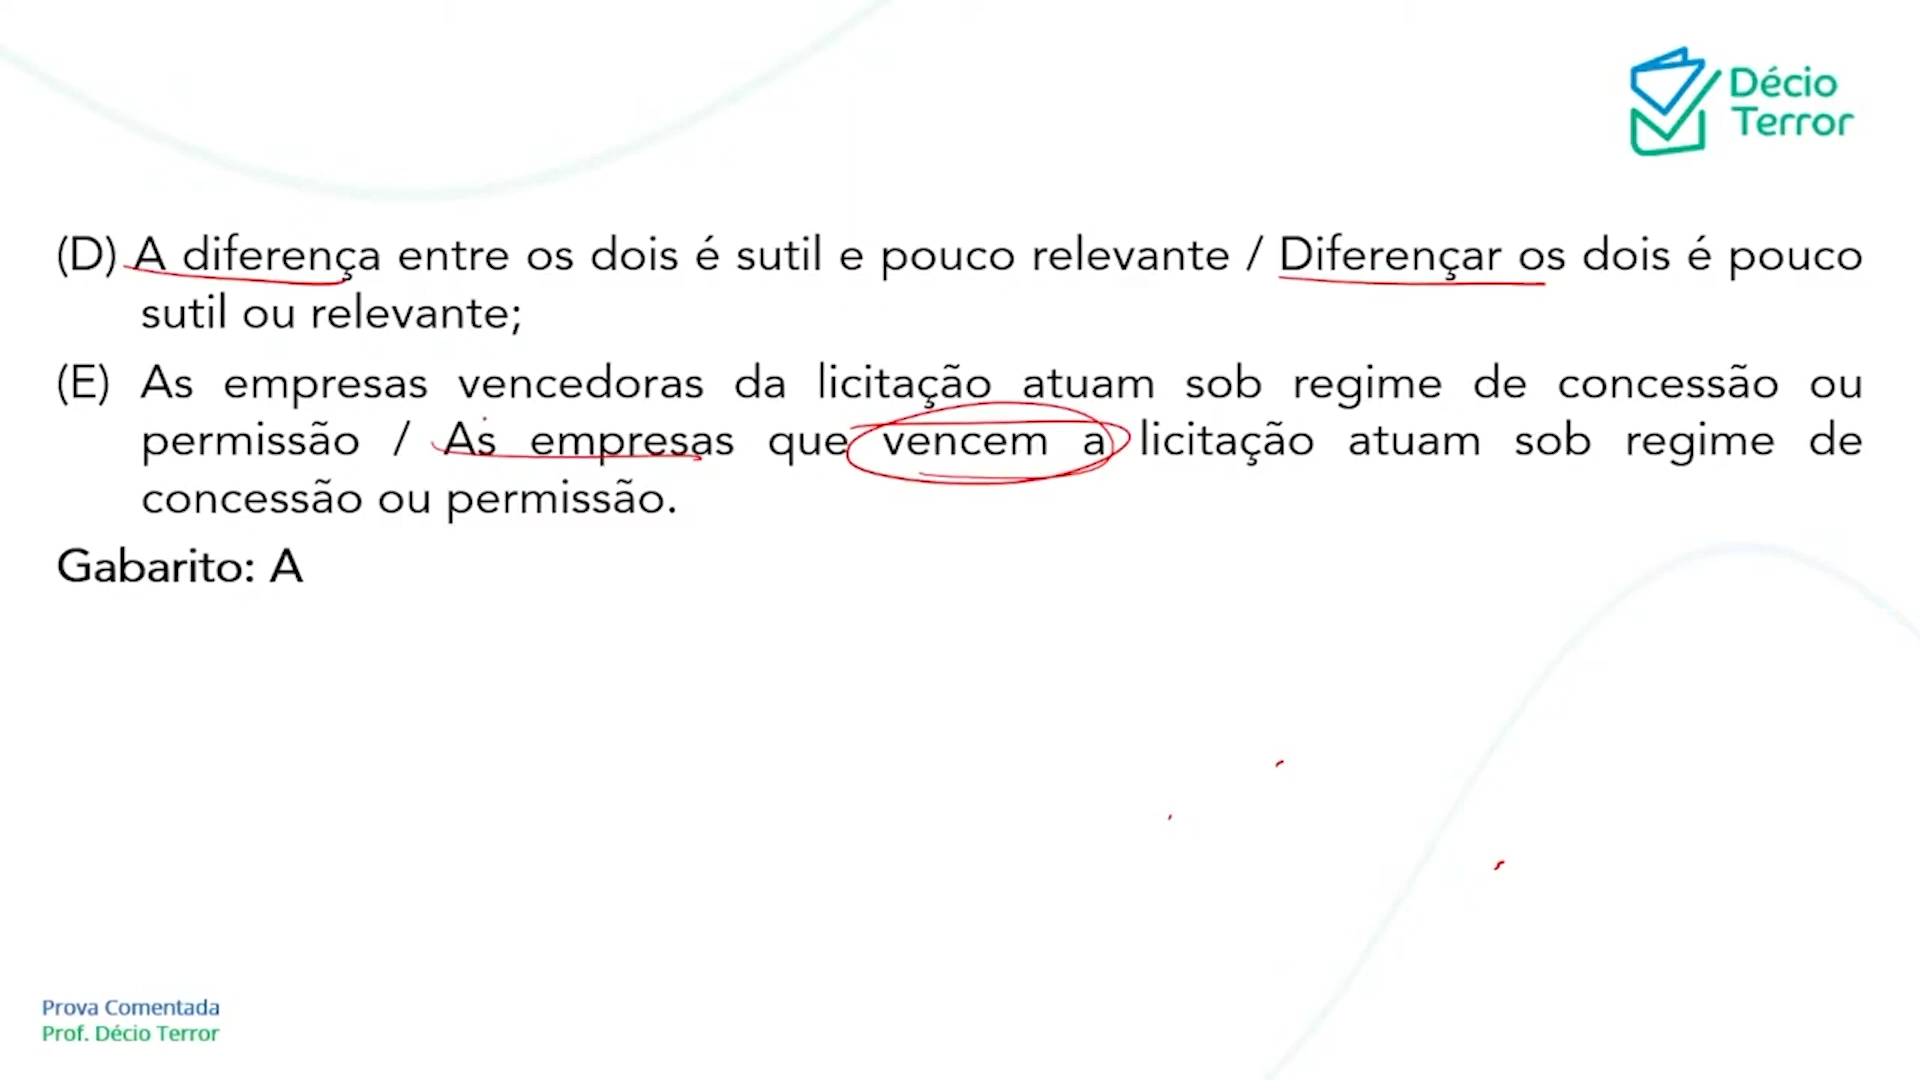 Décio
Terror
(D) A diferença entre os dois é sutil e pouco relevante / Diferençar os dois é pouco
sutil ou relevante;
(E) As empresas vencedoras da licitação atuam sob regime de concessão ou
permissão / As empresas que vencem a licitação atuam sob regime de
concessão ou permissão.
Gabarito: A
Prova Comentada
Prof. Décio Terror